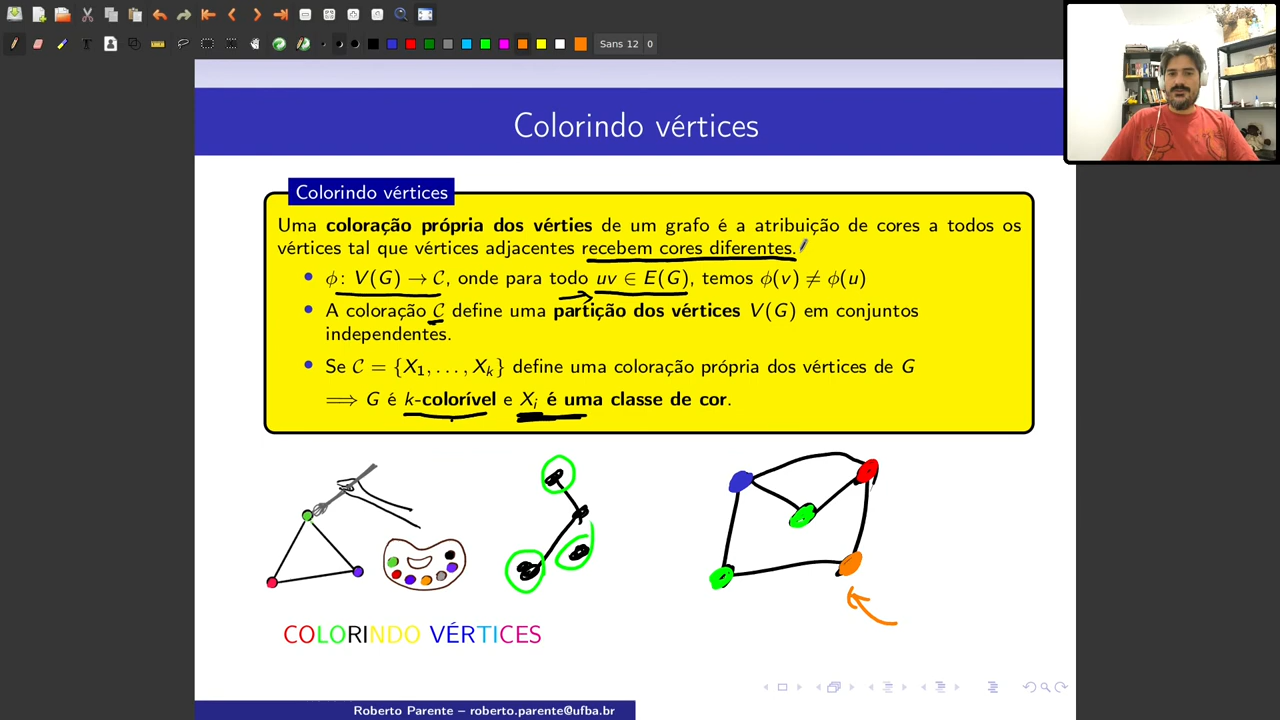 Sans 12 0
Colorindo vértices
Colorindo vértices
Uma coloração própria dos vérties de um grafo é a atribuição de cores a todos os
vértices tal que vértices adjacentes recebem cores diferentes.
ϕ: V(G) → 𝒞, onde para todo uv ∈ E(G), temos ϕ(v) ≠ ϕ(u)
A coloração 𝒞 define uma partição dos vértices V(G) em conjuntos
independentes.
Se 𝒞 = {X₁, . . . , Xₖ} define uma coloração própria dos vértices de G
⟹ G é k-colorível e Xᵢ é uma classe de cor.
COLORINDO VÉRTICES
Roberto Parente – roberto.parente@ufba.br